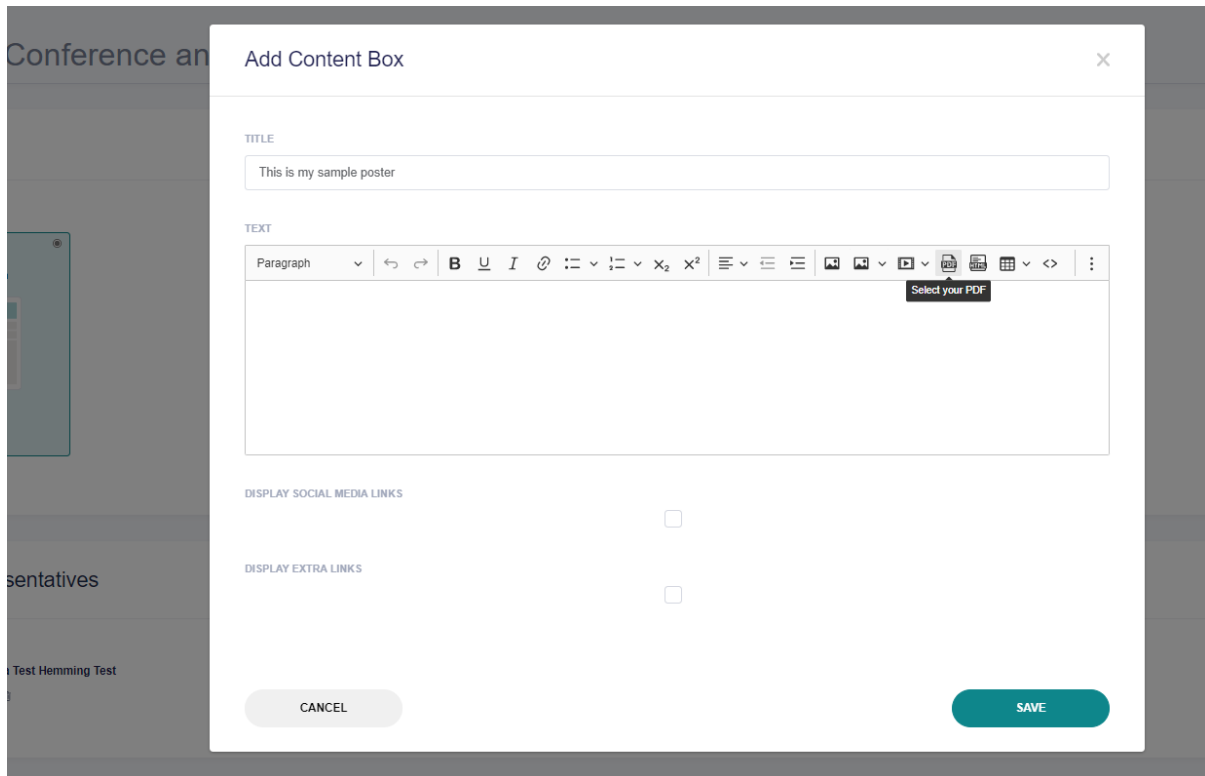 Conference an
Add Content Box
TITLE
This is my sample poster
TEXT
Paragraph
Select your PDF
DISPLAY SOCIAL MEDIA LINKS
DISPLAY EXTRA LINKS
sentatives
Test Hemming Test
CANCEL
SAVE